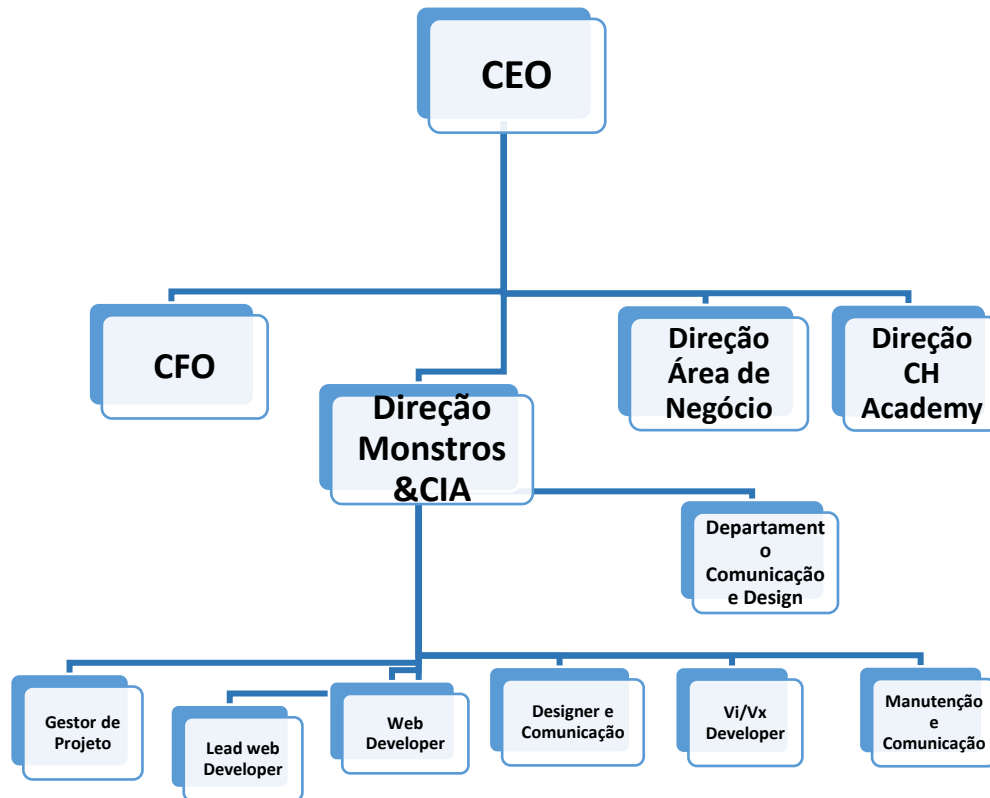 CEO
CFO
Direção
Monstros
&CIA
Direção
Área de
Negócio
Direção
CH
Academy
Departament
o
Comunicação
e Design
Gestor de
Projeto
Lead web
Developer
Web
Developer
Designer e
Comunicação
Vi/Vx
Developer
Manutenção
e
Comunicação